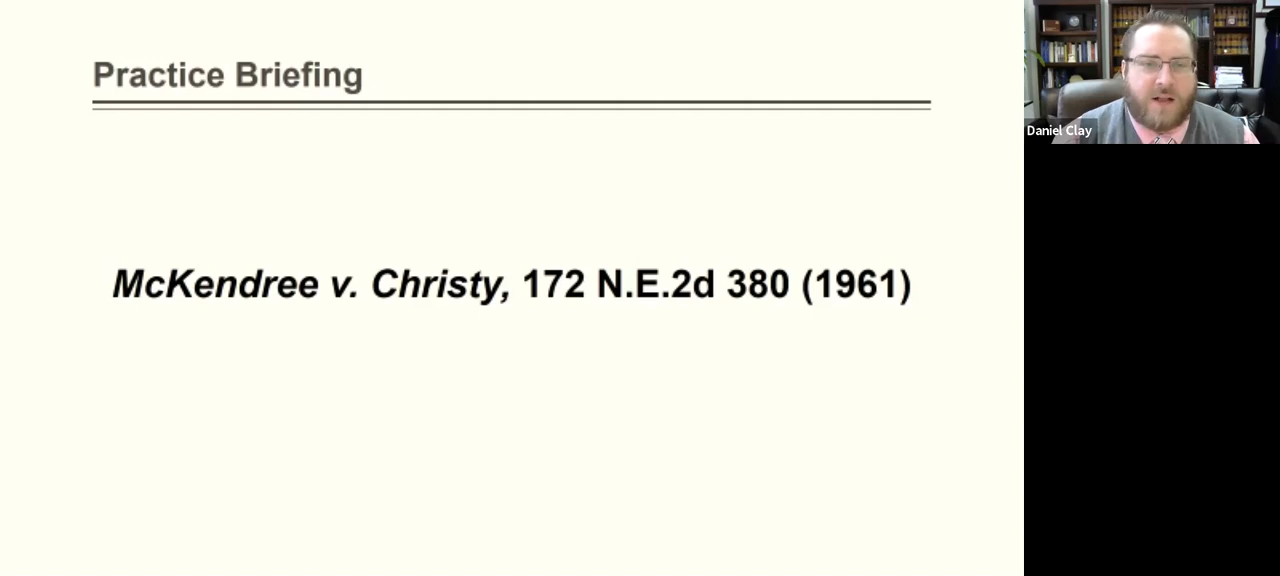 Practice Briefing
McKendree v. Christy, 172 N.E.2d 380 (1961)
Daniel Clay